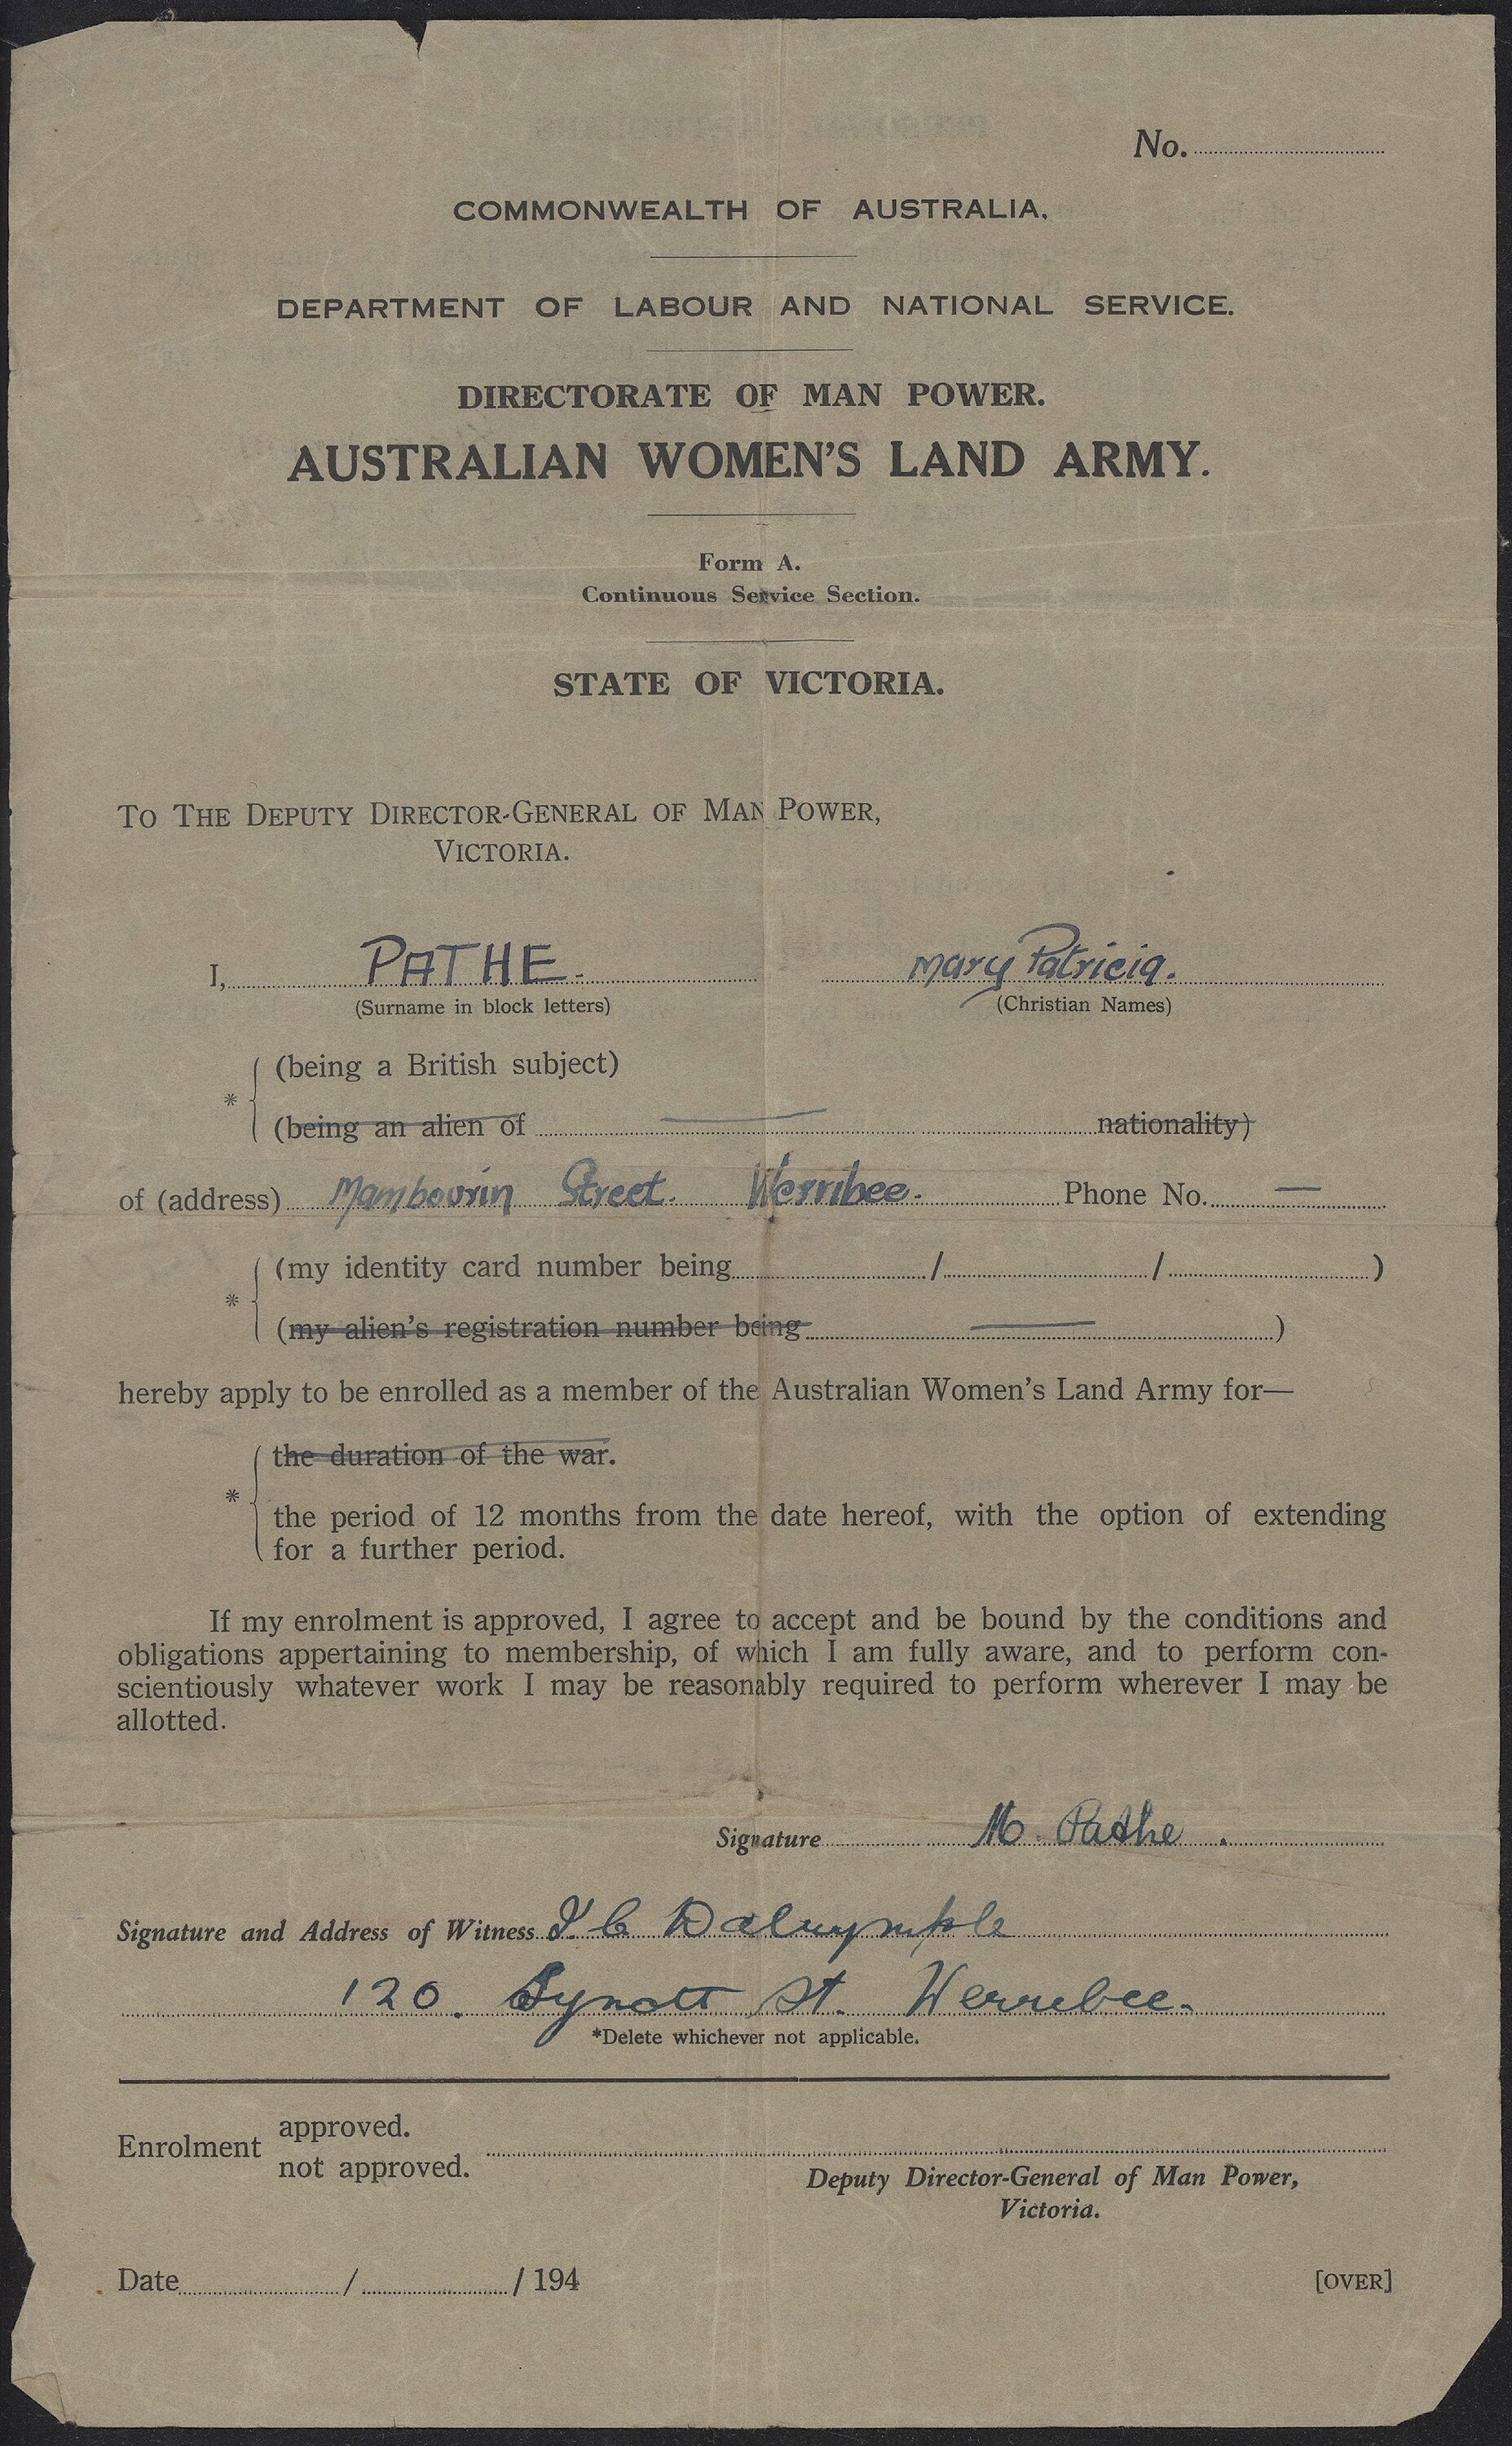 No.
COMMONWEALTH OF AUSTRALIA.
DEPARTMENT OF LABOUR AND NATIONAL SERVICE.
DIRECTORATE OF MAN POWER.
AUSTRALIAN WOMEN'S LAND ARMY.
Form A.
Continuous Service Section.
STATE OF VICTORIA.
TO THE DEPUTY DIRECTOR-GENERAL OF MAN POWER,
VICTORIA.
I, PATHE. Mary Patricia.
(Surname in block letters) (Christian Names)
* (being a British subject)
(being an alien of — nationality)
of (address) Mambourin Street. Werribee. Phone No. —
* (my identity card number being / / )
(my alien's registration number being — )
hereby apply to be enrolled as a member of the Australian Women's Land Army for—
the duration of the war.
* the period of 12 months from the date hereof, with the option of extending
for a further period.
If my enrolment is approved, I agree to accept and be bound by the conditions and
obligations appertaining to membership, of which I am fully aware, and to perform con-
scientiously whatever work I may be reasonably required to perform wherever I may be
allotted.
Signature M. Pathe.
Signature and Address of Witness C Dalrymple
120. Synott St. Werribee.
*Delete whichever not applicable.
Enrolment approved.
not approved.
Deputy Director-General of Man Power,
Victoria.
Date / / 194 [OVER]